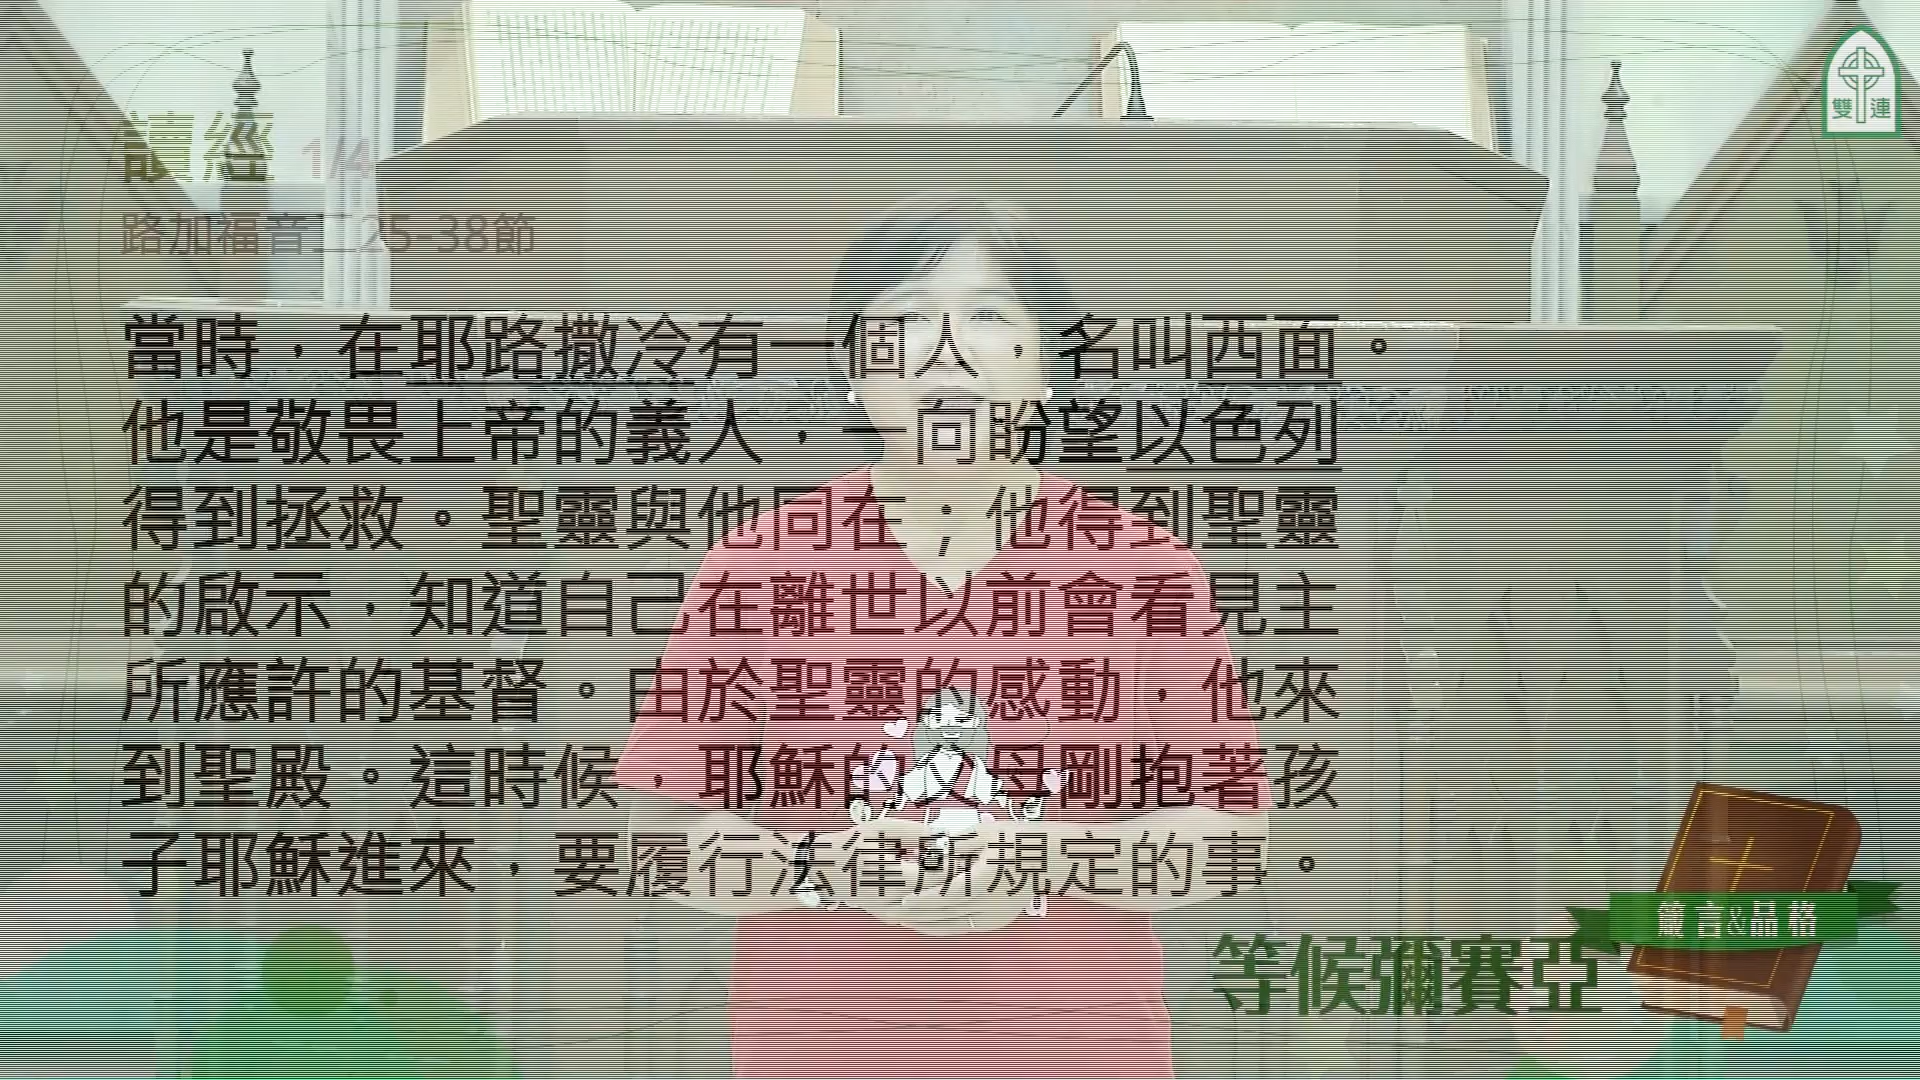 雙連
讀經 1/4
路加福音二25-38節
當時，在耶路撒冷有一個人，名叫西面。
他是敬畏上帝的義人，一向盼望以色列
得到拯救。聖靈與他同在；他得到聖靈
的啟示，知道自己在離世以前會看見主
所應許的基督。由於聖靈的感動，他來
到聖殿。這時候，耶穌的父母剛抱著孩
子耶穌進來，要履行法律所規定的事。
箴言&品格
等候彌賽亞